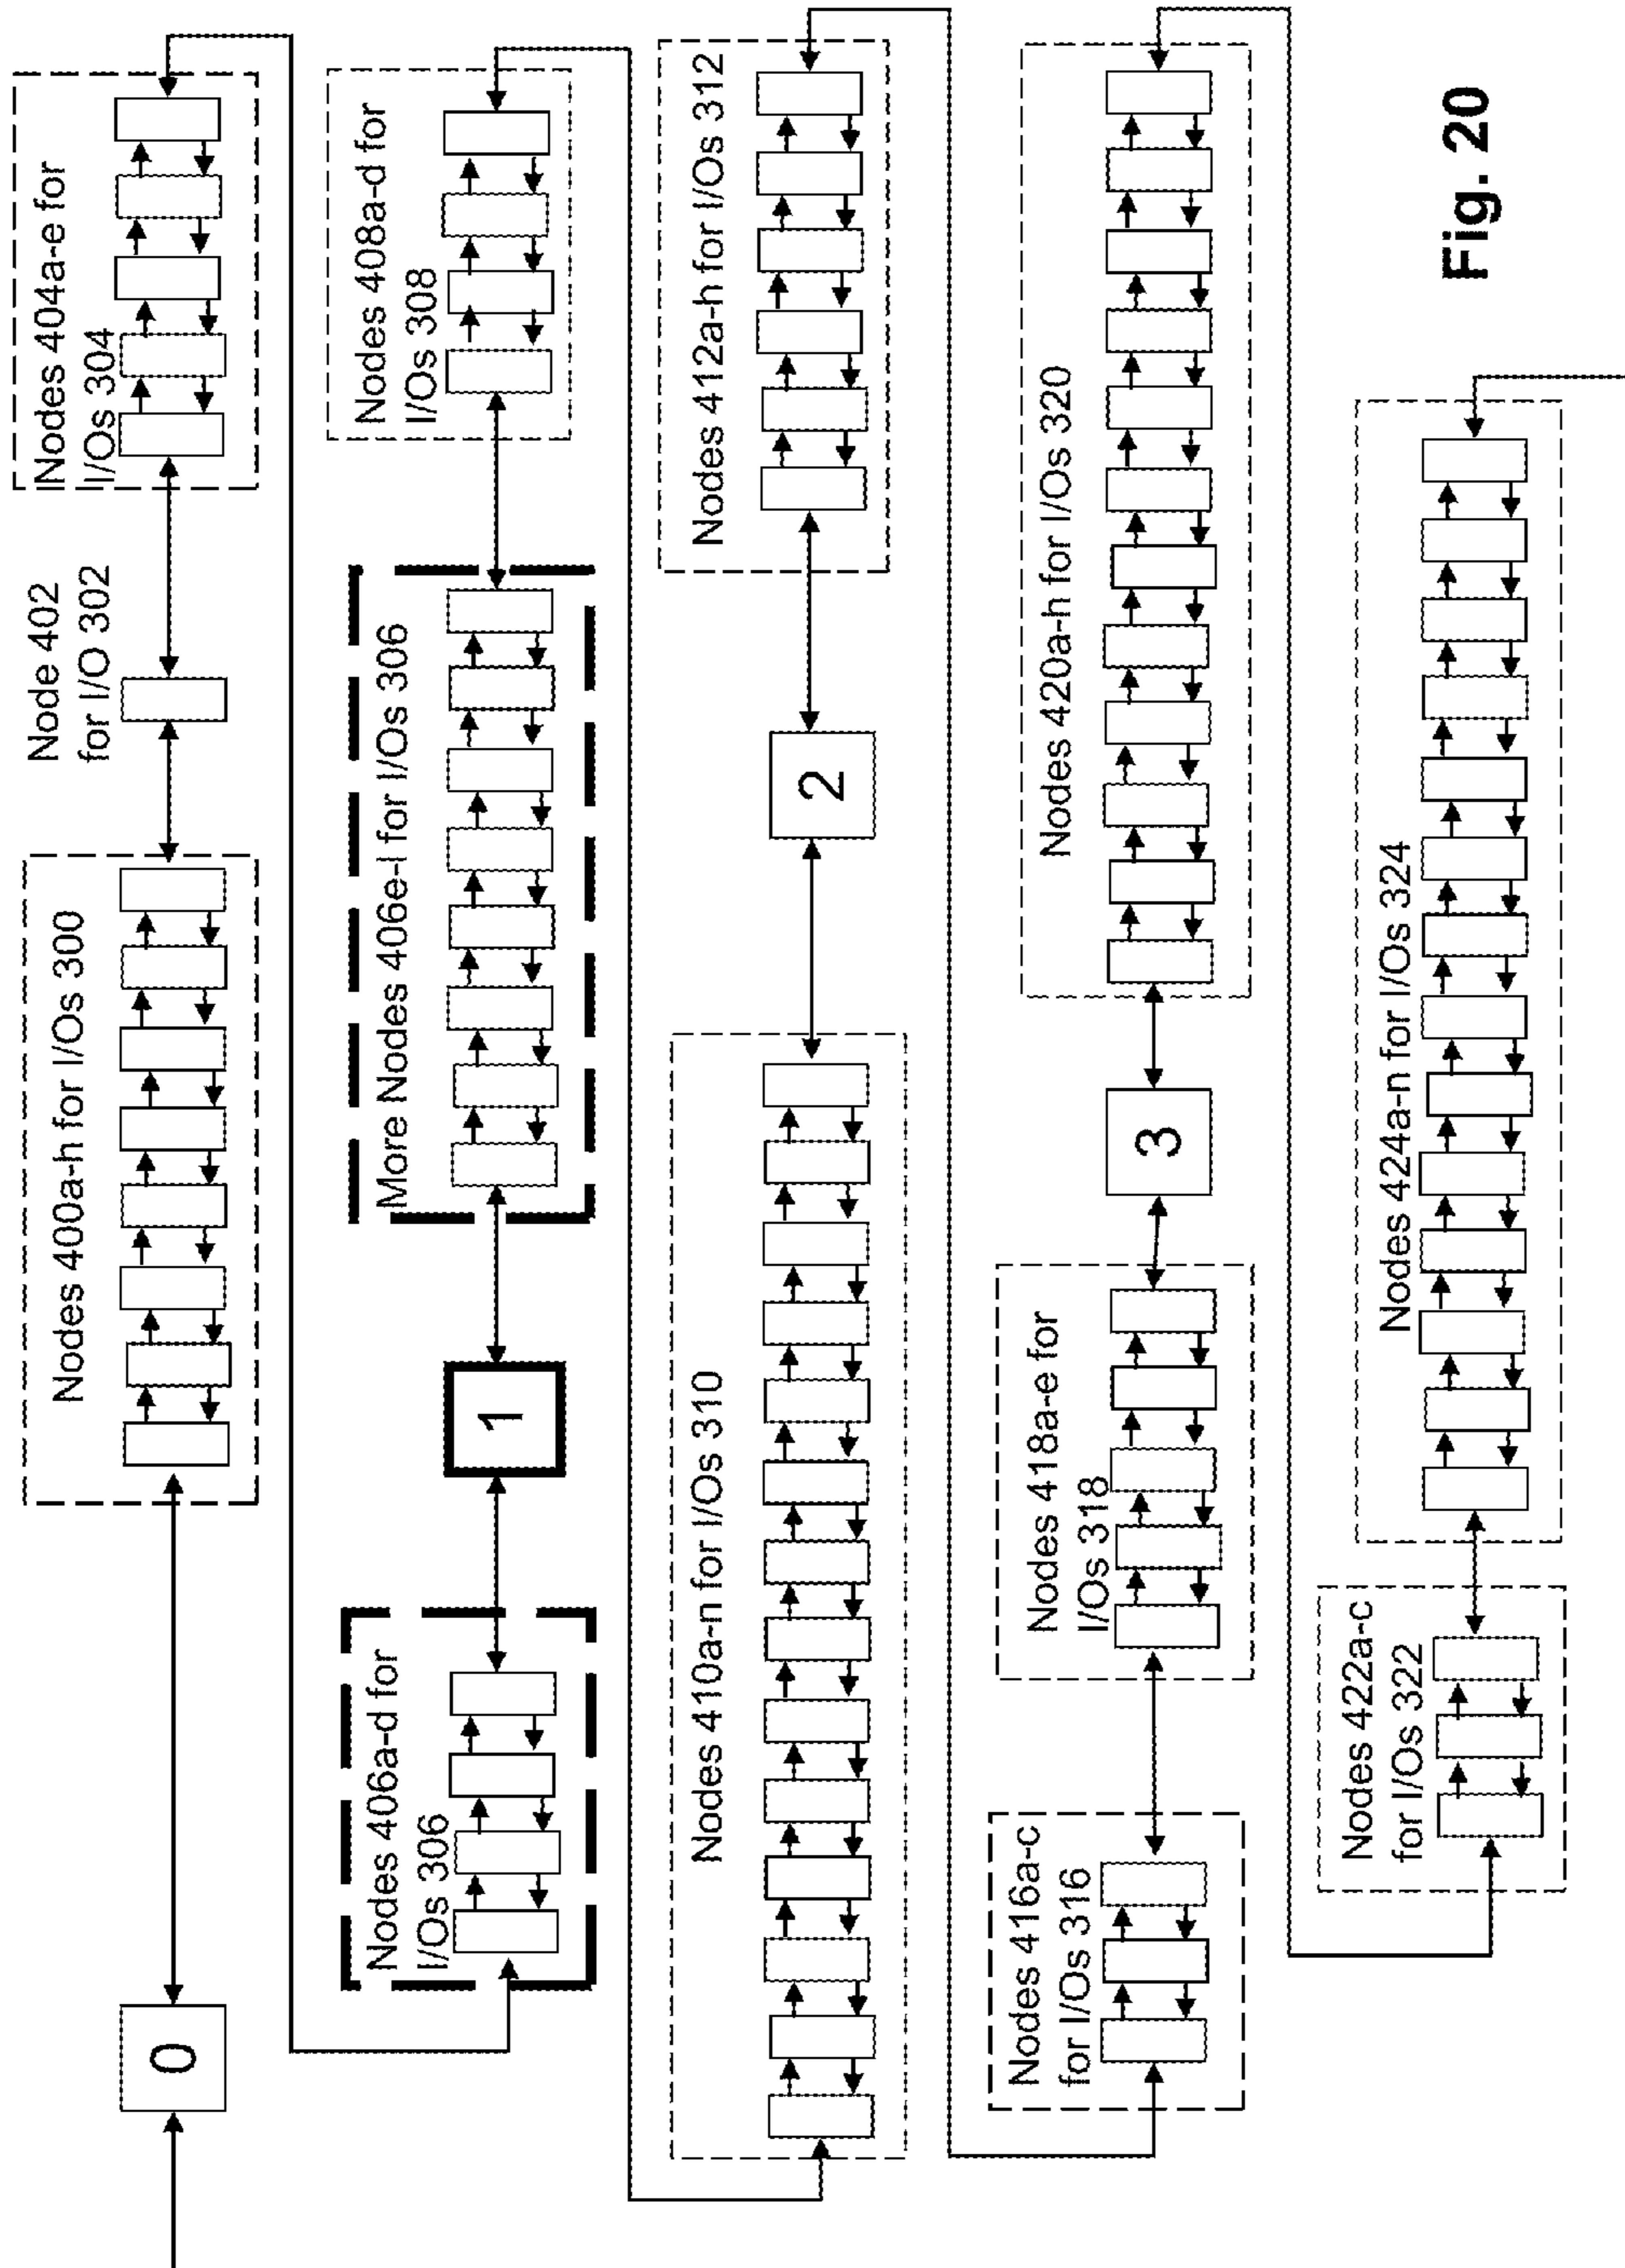 0
Nodes 400a-h for I/Os 300
Node 402
for I/O 302
Nodes 404a-e for
I/Os 304
Nodes 406a-d for
I/Os 306
1
More Nodes 406e-l for I/Os 306
Nodes 408a-d for
I/Os 308
Nodes 410a-n for I/Os 310
2
Nodes 412a-h for I/Os 312
Nodes 416a-c
for I/Os 316
Nodes 418a-e for
I/Os 318
3
Nodes 420a-h for I/Os 320
Nodes 422a-c
for I/Os 322
Nodes 424a-n for I/Os 324
Fig. 20